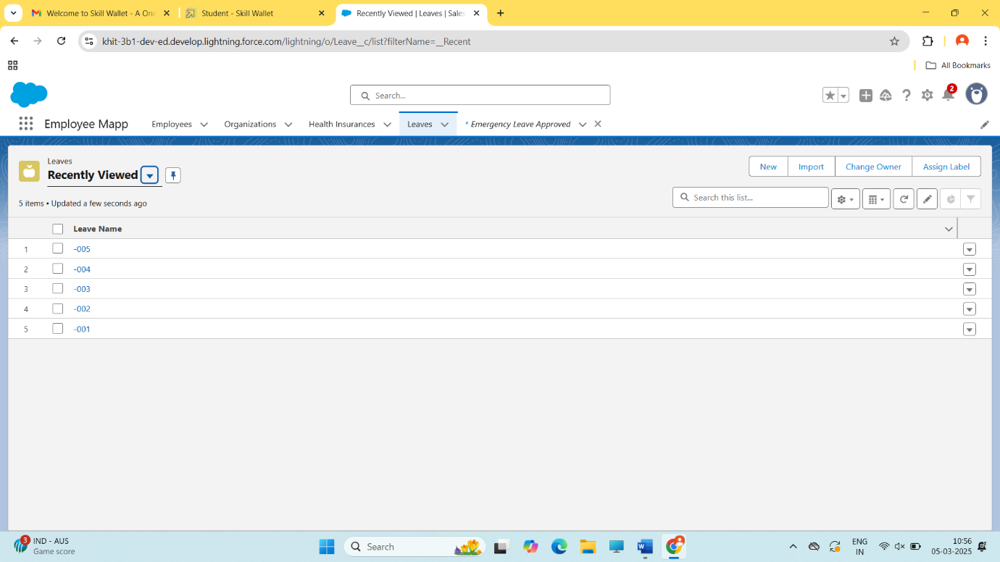 Welcome to Skill Wallet - A One
Student - Skill Wallet
Recently Viewed | Leaves | Sales
khit-3b1-dev-ed.develop.lightning.force.com/lightning/o/Leave__c/list?filterName=__Recent
All Bookmarks
Search...
2
Employee Mapp
Employees
Organizations
Health Insurances
Leaves
* Emergency Leave Approved
Leaves
Recently Viewed
New
Import
Change Owner
Assign Label
5 items • Updated a few seconds ago
Search this list...
Leave Name
1 -005
2 -004
3 -003
4 -002
5 -001
3
IND - AUS
Game score
Search
ENG
IN
10:56
05-03-2025